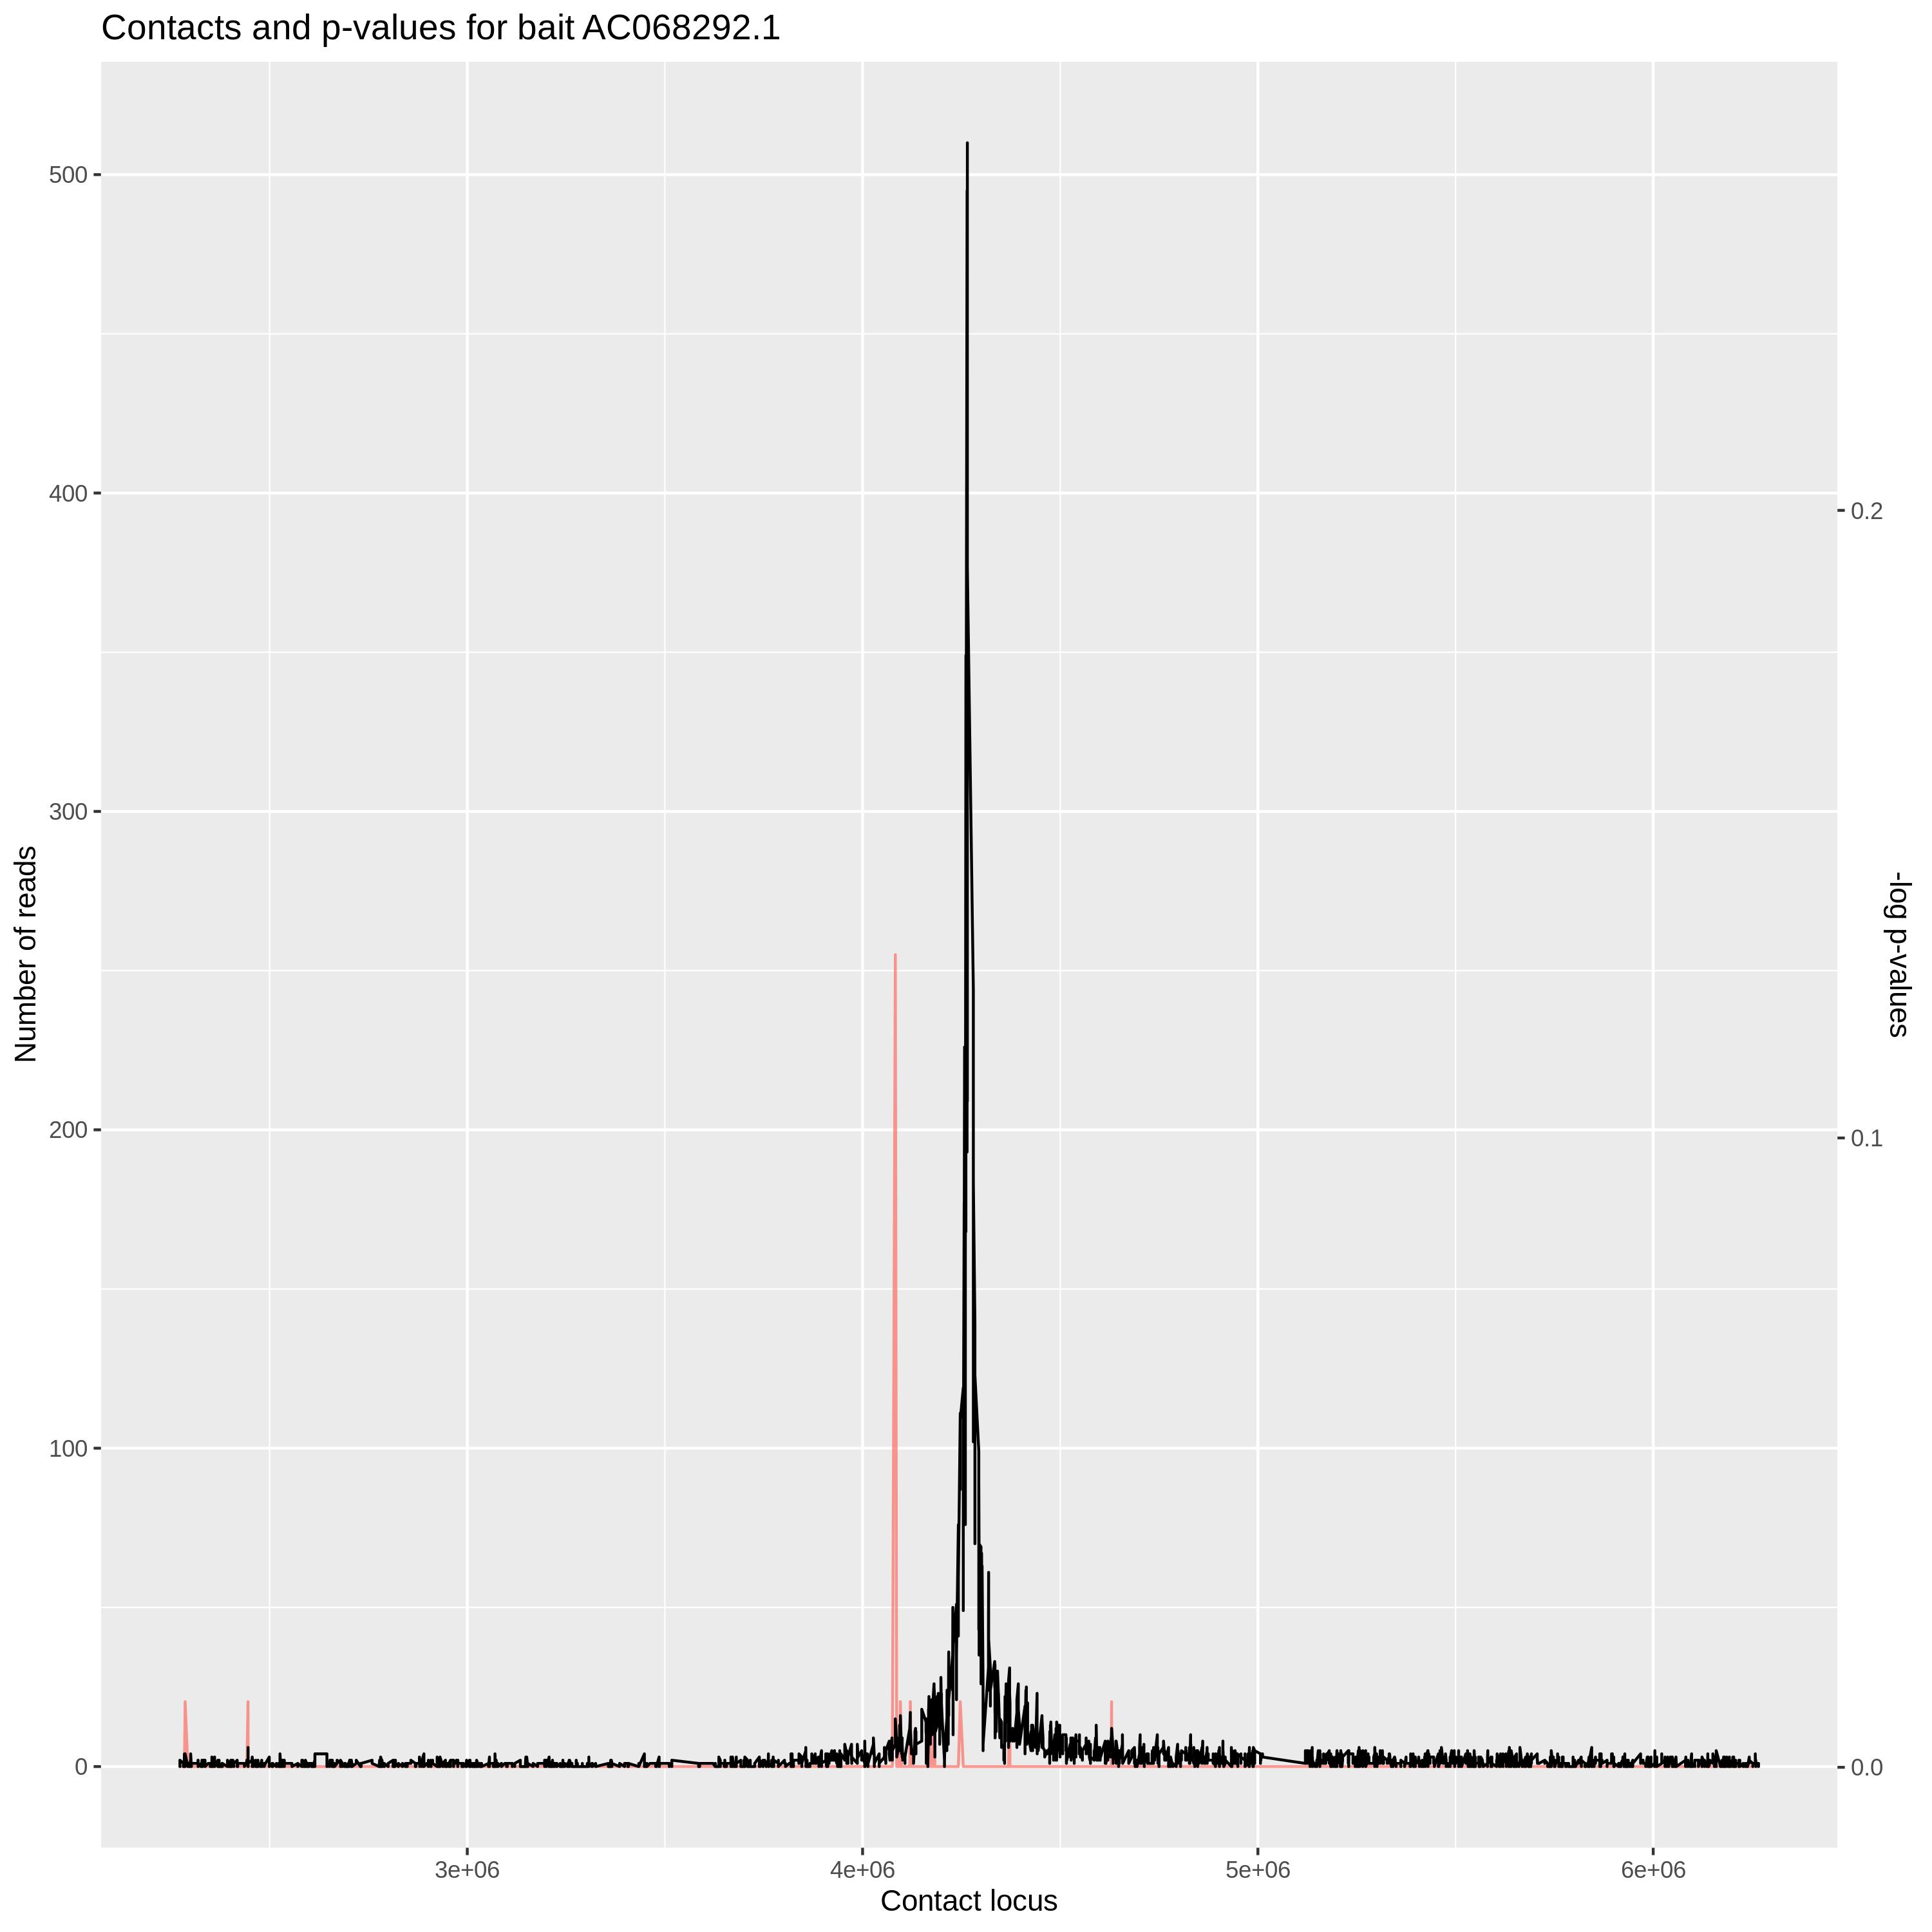 Contacts and p-values for bait AC068292.1
500
400
300
200
100
0
Number of reads
0.2
0.1
0.0
-log p-values
3e+06
4e+06
5e+06
6e+06
Contact locus